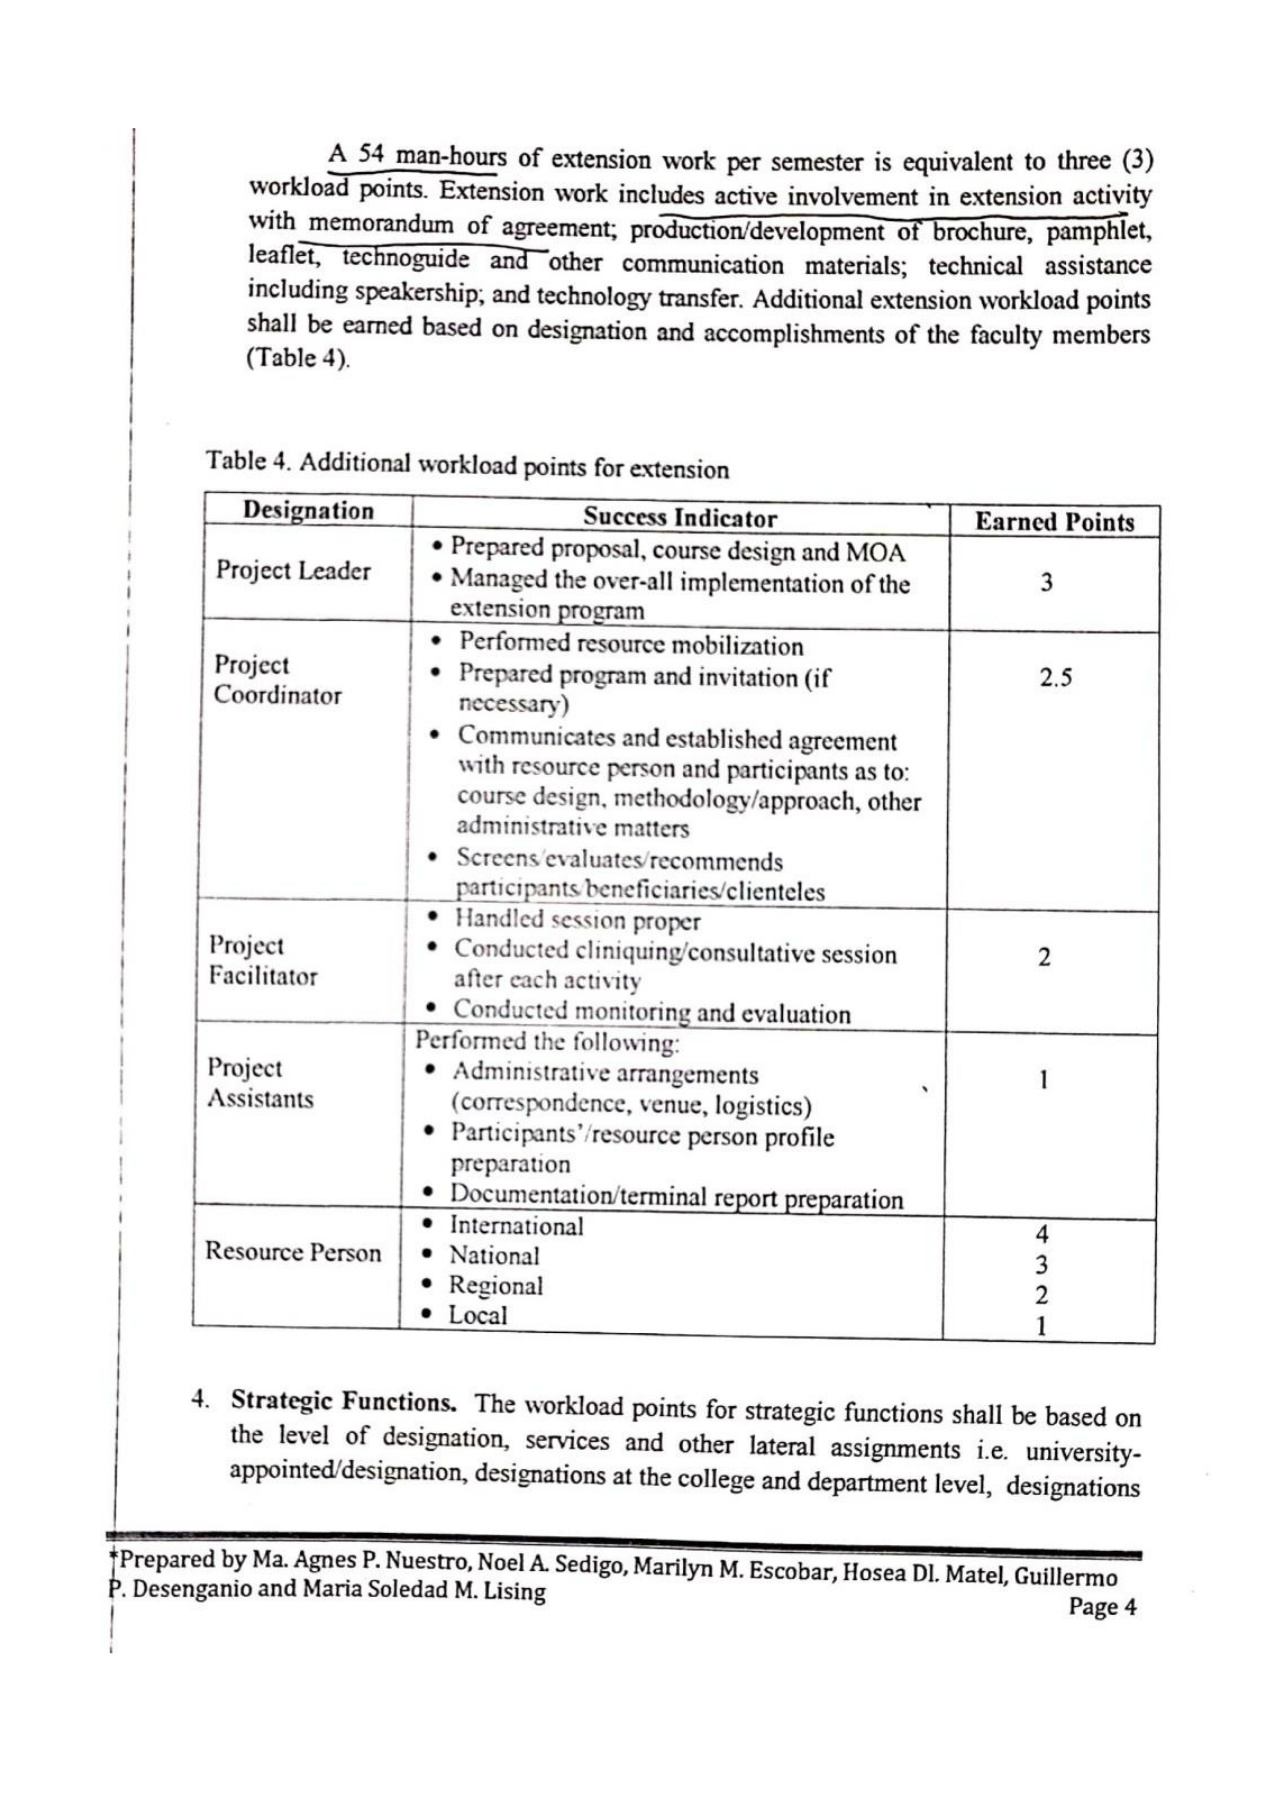 A 54 man-hours of extension work per semester is equivalent to three (3)
workload points. Extension work includes active involvement in extension activity
with memorandum of agreement; production/development of brochure, pamphlet,
leaflet, technoguide and other communication materials; technical assistance
including speakership; and technology transfer. Additional extension workload points
shall be earned based on designation and accomplishments of the faculty members
(Table 4).
Table 4. Additional workload points for extension
Designation Success Indicator Earned Points
Project Leader
• Prepared proposal, course design and MOA
• Managed the over-all implementation of the
extension program
3
Project
Coordinator
• Performed resource mobilization
• Prepared program and invitation (if
necessary)
• Communicates and established agreement
with resource person and participants as to:
course design, methodology/approach, other
administrative matters
• Screens/evaluates/recommends
participants/beneficiaries/clienteles
2.5
Project
Facilitator
• Handled session proper
• Conducted cliniquing/consultative session
after each activity
• Conducted monitoring and evaluation
2
Project
Assistants
Performed the following:
• Administrative arrangements
(correspondence, venue, logistics)
• Participants'/resource person profile
preparation
• Documentation/terminal report preparation
1
Resource Person
• International 4
• National 3
• Regional 2
• Local 1
4. Strategic Functions. The workload points for strategic functions shall be based on
the level of designation, services and other lateral assignments i.e. university-
appointed/designation, designations at the college and department level, designations
*Prepared by Ma. Agnes P. Nuestro, Noel A. Sedigo, Marilyn M. Escobar, Hosea Dl. Matel, Guillermo
P. Desenganio and Maria Soledad M. Lising
Page 4